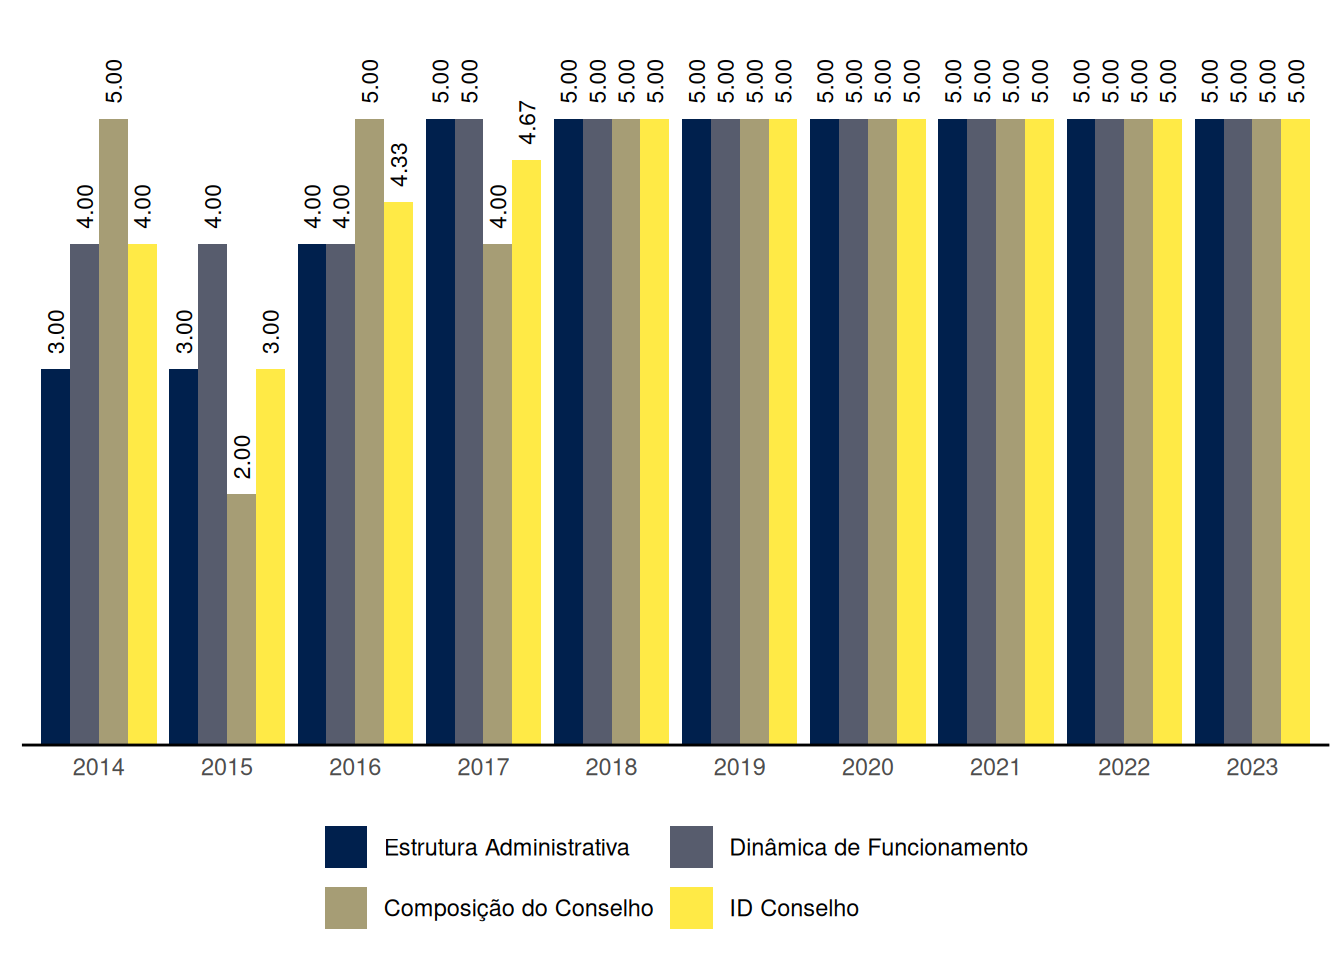 3.00 4.00 5.00 4.00 3.00 4.00 2.00 3.00 4.00 4.00 5.00 4.33 5.00 5.00 4.00 4.67 5.00 5.00 5.00 5.00 5.00 5.00 5.00 5.00 5.00 5.00 5.00 5.00 5.00 5.00 5.00 5.00 5.00 5.00 5.00 5.00 5.00 5.00 5.00 5.00
2014 2015 2016 2017 2018 2019 2020 2021 2022 2023
Estrutura Administrativa Dinâmica de Funcionamento
Composição do Conselho ID Conselho